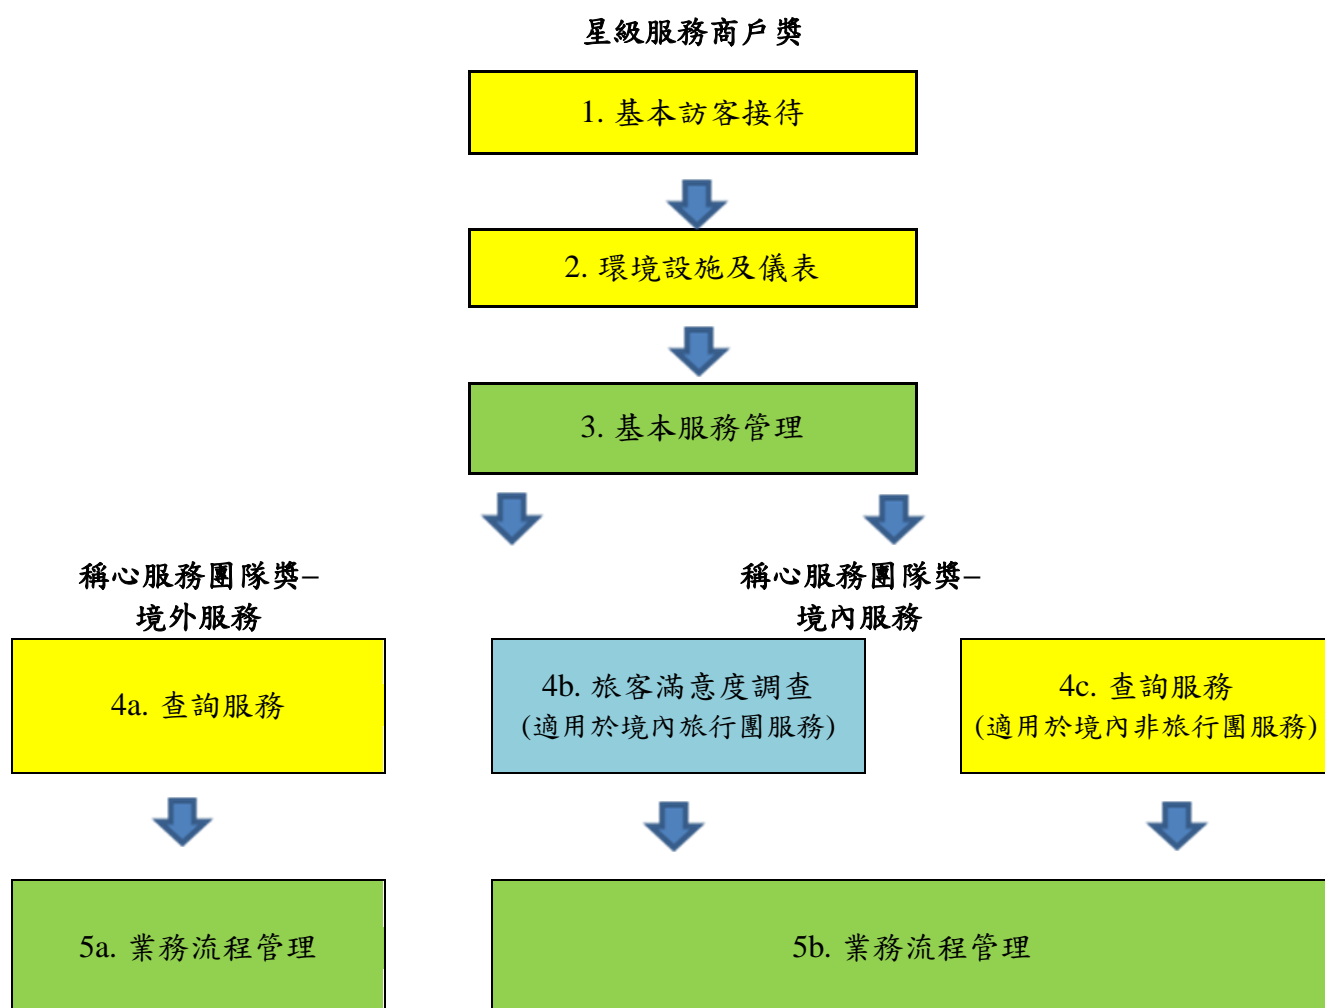 星級服務商戶獎
1. 基本訪客接待
2. 環境設施及儀表
3. 基本服務管理
稱心服務團隊獎–
境外服務
稱心服務團隊獎–
境內服務
4a. 查詢服務
4b. 旅客滿意度調查
(適用於境內旅行團服務)
4c. 查詢服務
(適用於境內非旅行團服務)
5a. 業務流程管理
5b. 業務流程管理